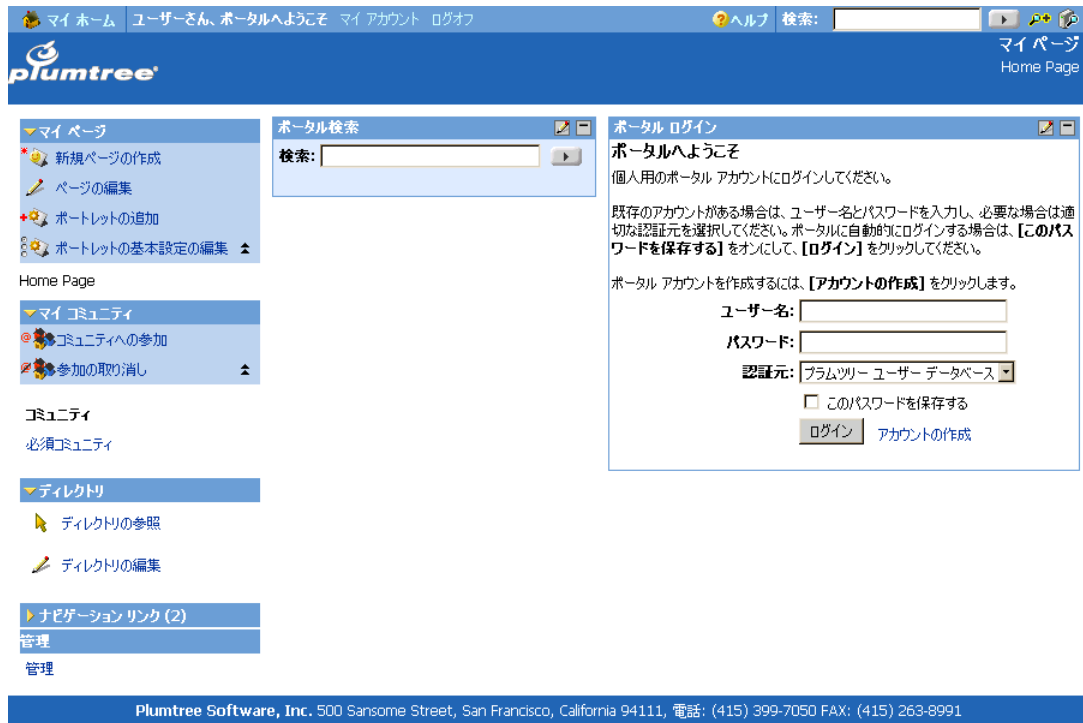 マイ ホーム ユーザーさん、ポータルへようこそ マイ アカウント ログオフ ヘルプ 検索:
plumtree
マイ ページ
Home Page
マイ ページ
新規ページの作成
ページの編集
ポートレットの追加
ポートレットの基本設定の編集
Home Page
マイ コミュニティ
コミュニティへの参加
参加の取り消し
コミュニティ
必須コミュニティ
ディレクトリ
ディレクトリの参照
ディレクトリの編集
ナビゲーション リンク (2)
管理
管理
ポータル検索
検索:
ポータル ログイン
ポータルへようこそ
個人用のポータル アカウントにログインしてください。
既存のアカウントがある場合は、ユーザー名とパスワードを入力し、必要な場合は適
切な認証元を選択してください。ポータルに自動的にログインする場合は、[このパス
ワードを保存する] をオンにして、[ログイン] をクリックしてください。
ポータル アカウントを作成するには、[アカウントの作成] をクリックします。
ユーザー名:
パスワード:
認証元: プラムツリー ユーザー データベース
このパスワードを保存する
ログイン アカウントの作成
Plumtree Software, Inc. 500 Sansome Street, San Francisco, California 94111, 電話: (415) 399-7050 FAX: (415) 263-8991